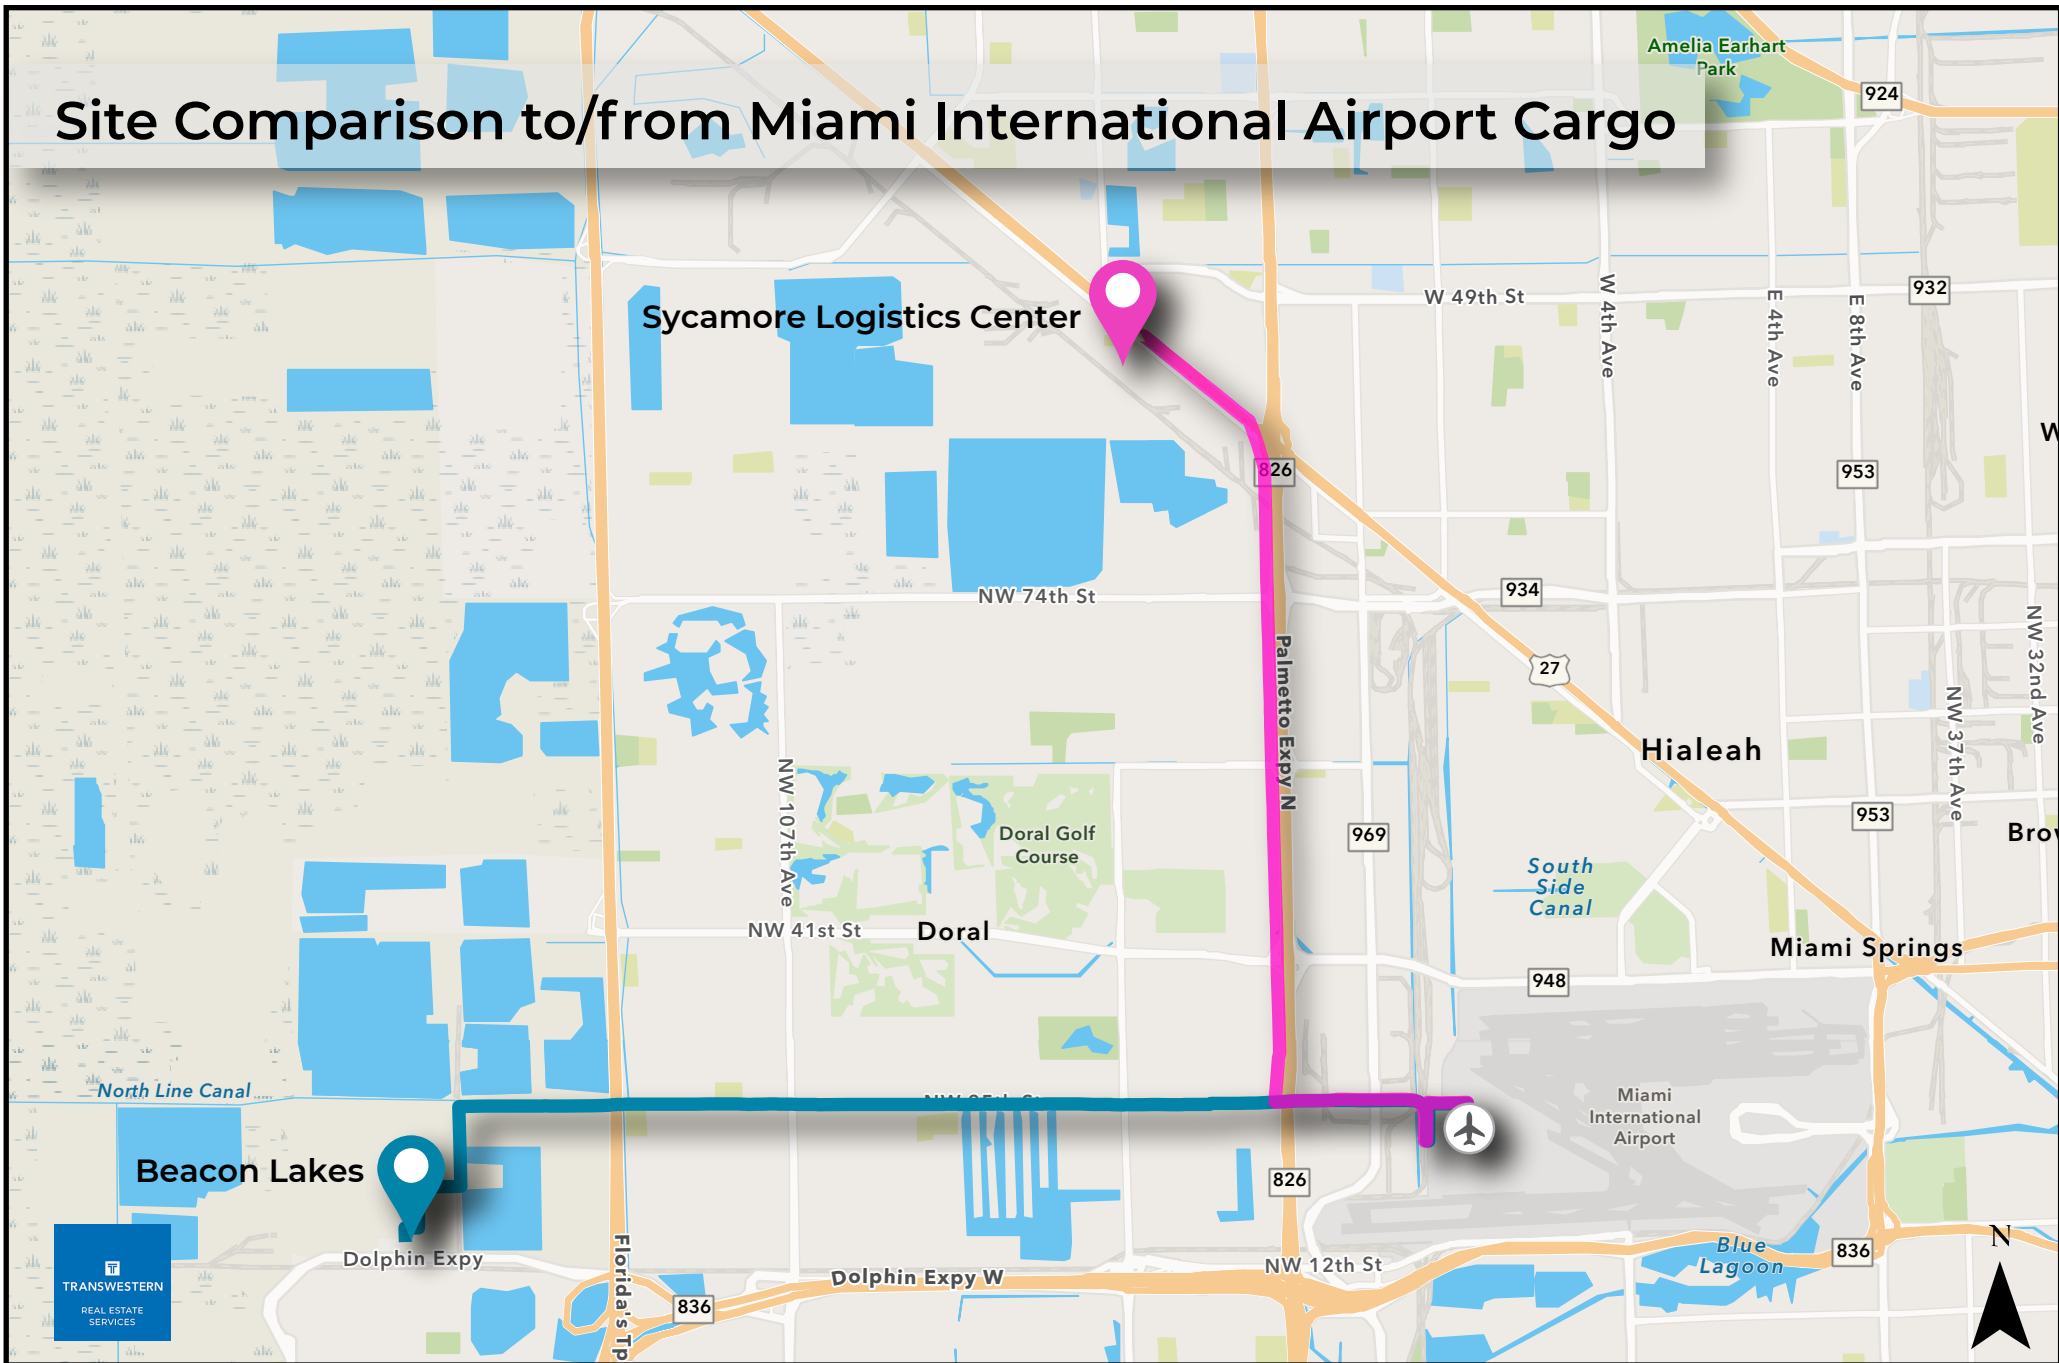 Amelia Earhart
Park
924
Site Comparison to/from Miami International Airport Cargo
Sycamore Logistics Center
W 49th St
W 4th Ave
E 4th Ave
E 8th Ave
932
826
953
NW 74th St
934
27
Palmetto Expy N
NW 32nd Ave
NW 37th Ave
Hialeah
NW 107th Ave
Doral Golf
Course
969
953
South
Side
Canal
NW 41st St
Doral
Miami Springs
948
North Line Canal
Miami
International
Airport
Beacon Lakes
826
Dolphin Expy
Florida's Tp
Dolphin Expy W
NW 12th St
Blue
Lagoon
836
836
N
TRANSWESTERN
REAL ESTATE
SERVICES